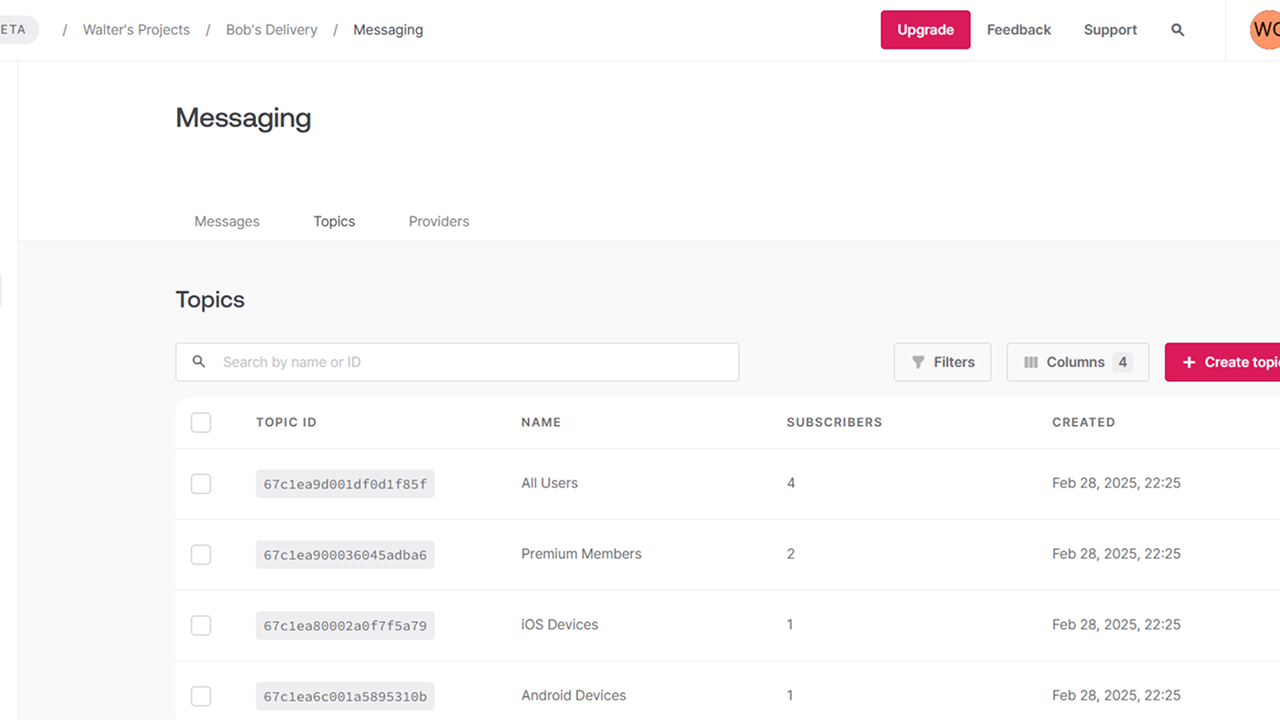 ETA / Walter's Projects / Bob's Delivery / Messaging Upgrade Feedback Support WC
Messaging
Messages Topics Providers
Topics
Search by name or ID Filters Columns 4 + Create topi
TOPIC ID NAME SUBSCRIBERS CREATED
67c1ea9d001df0d1f85f All Users 4 Feb 28, 2025, 22:25
67c1ea900036045adba6 Premium Members 2 Feb 28, 2025, 22:25
67c1ea80002a0f7f5a79 iOS Devices 1 Feb 28, 2025, 22:25
67c1ea6c001a5895310b Android Devices 1 Feb 28, 2025, 22:25